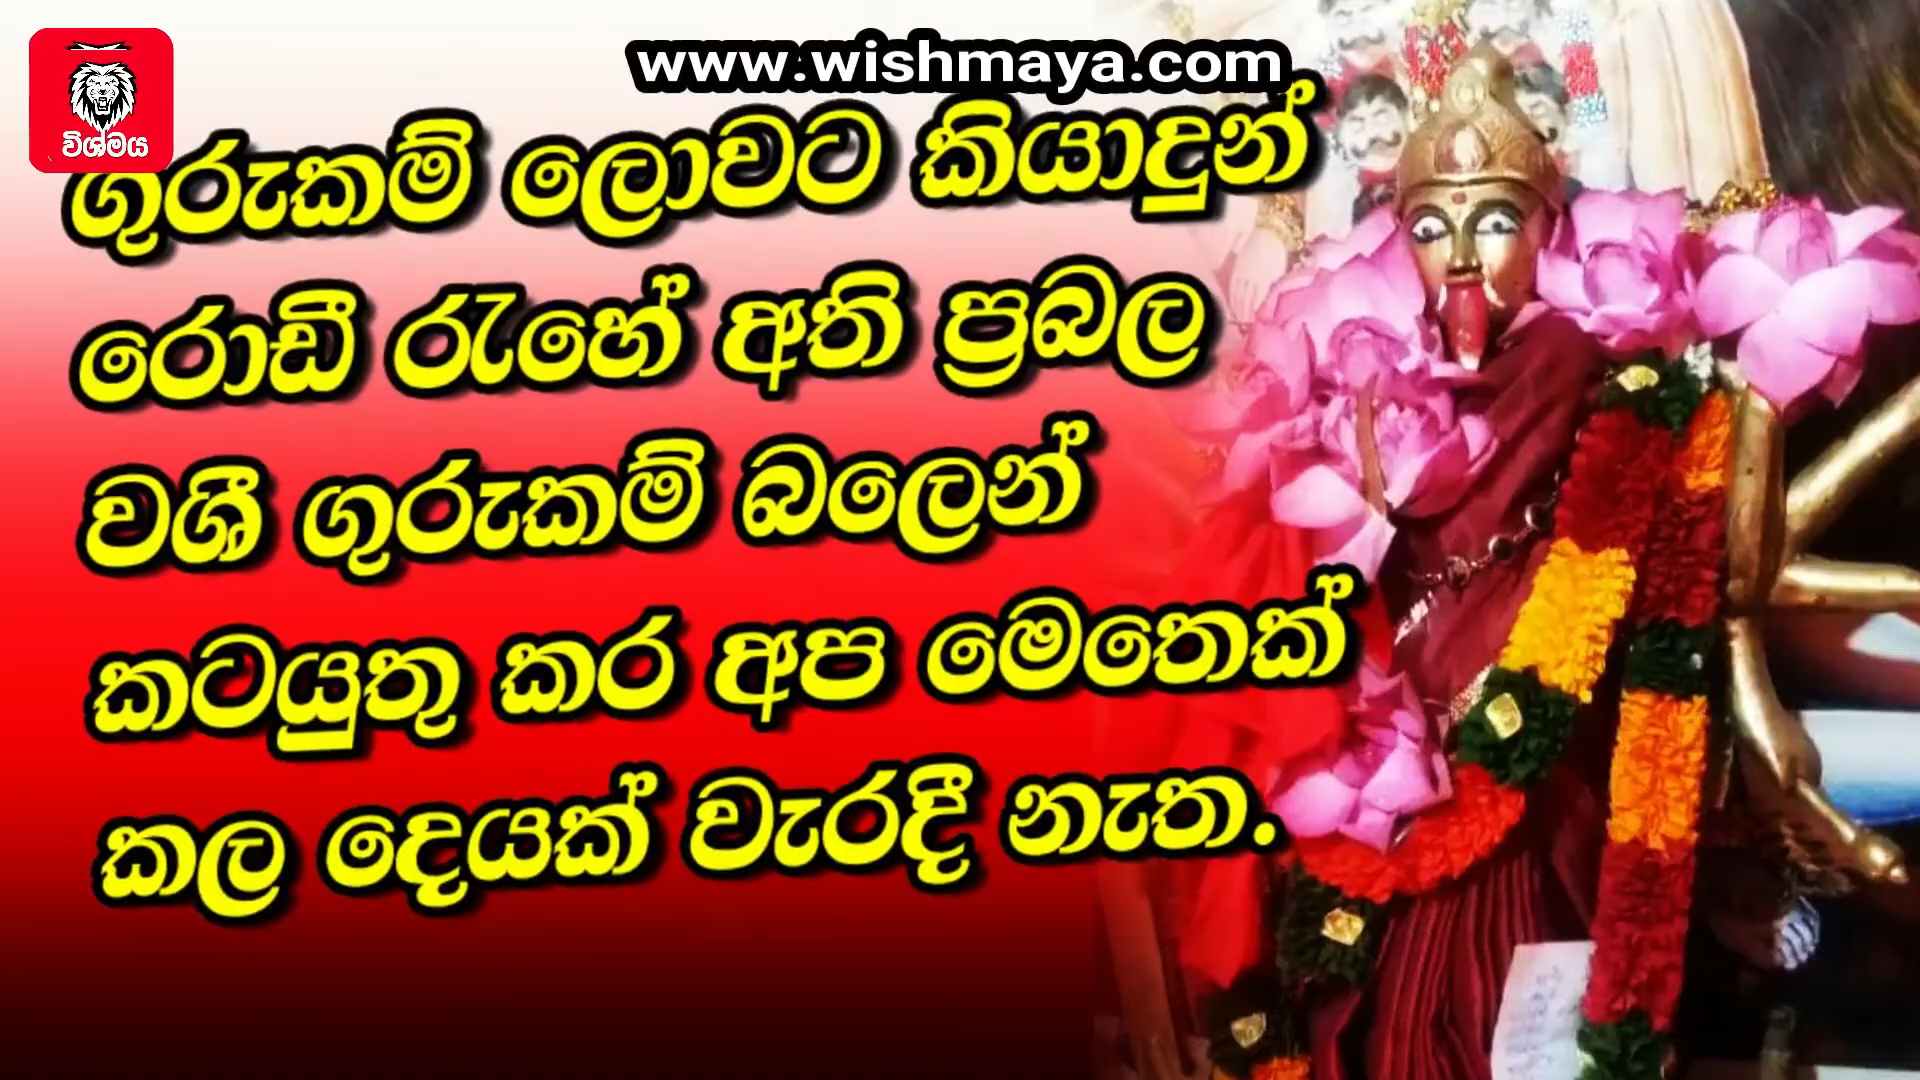 www.wishmaya.com
විශ්මය
ගුරුකම් ලොවට කියාදුන්
රොඩී රැහේ අති ප්‍රබල
වශී ගුරුකම් බලෙන්
කටයුතු කර අප මෙතෙක්
කල දෙයක් වැරදී නැත.